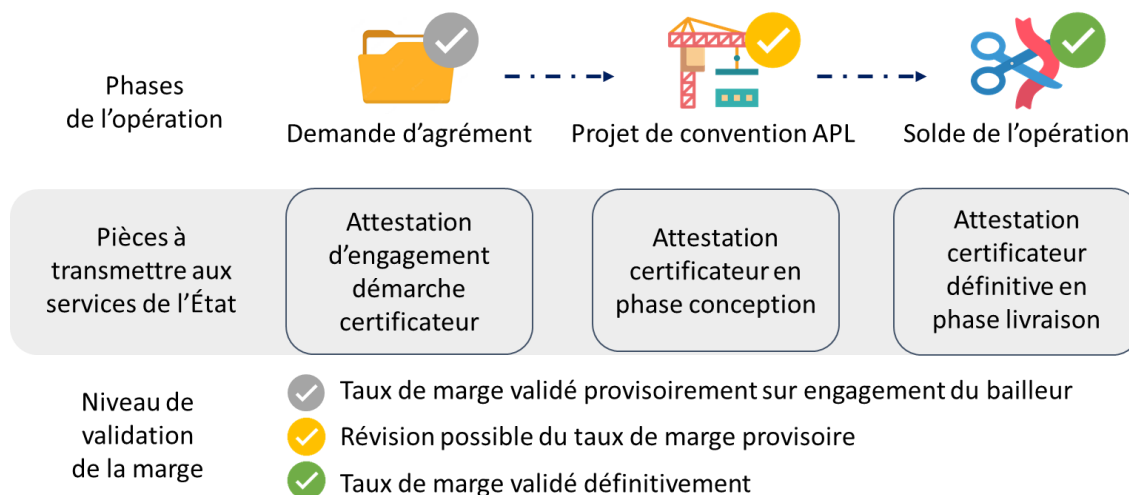 Phases
de l’opération
Demande d’agrément
Projet de convention APL
Solde de l’opération
Pièces à
transmettre aux
services de l’État
Attestation
d’engagement
démarche
certificateur
Attestation
certificateur en
phase conception
Attestation
certificateur
définitive en
phase livraison
Niveau de
validation
de la marge
Taux de marge validé provisoirement sur engagement du bailleur
Révision possible du taux de marge provisoire
Taux de marge validé définitivement